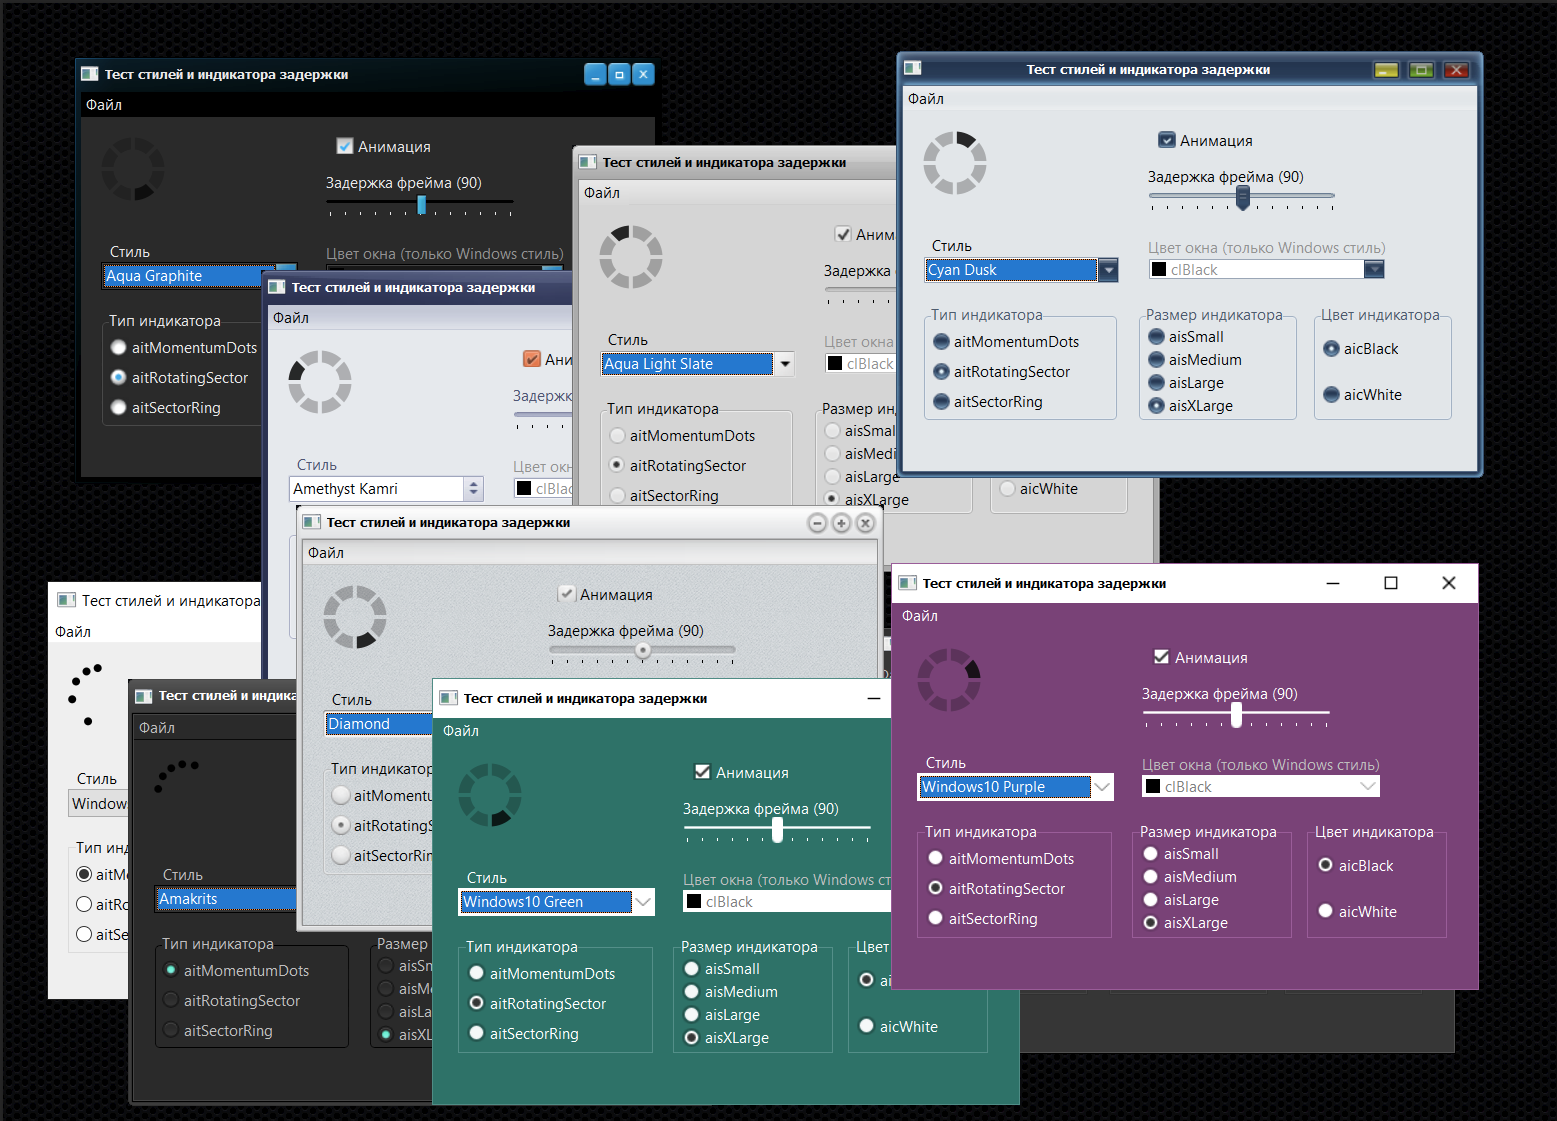 Тест стилей и индикатора задержки
Файл
Анимация
Задержка фрейма (90)
Стиль
Цвет окна (только Windows стиль)
Aqua Graphite
Тип индикатора
aitMomentumDots
aitRotatingSector
aitSectorRing
Тест стилей и индикатора задержки
Файл
Анимация
Задержка фрейма (90)
Стиль
Цвет окна (только Windows стиль)
Cyan Dusk
clBlack
Тип индикатора
aitMomentumDots
aitRotatingSector
aitSectorRing
Размер индикатора
aisSmall
aisMedium
aisLarge
aisXLarge
Цвет индикатора
aicBlack
aicWhite
Тест стилей и индикатора задержки
Файл
Аним
Задержка
Стиль
Цвет окна
Aqua Light Slate
clBlack
Тип индикатора
aitMomentumDots
aitRotatingSector
aitSectorRing
Размер ин
aisSmal
aisMedi
aisLarge
aisXLarge
aicWhite
Тест стилей и индикатора задержки
Файл
Ани
Задержк
Стиль
Цвет окн
Amethyst Kamri
clBlac
Тест стилей и индикатора задержки
Файл
Анимация
Задержка фрейма (90)
Стиль
Diamond
Тип индикатор
aitMomentu
aitRotatingS
aitSectorRin
Тест стилей и индикатора
Файл
Стиль
Windows
Тип инд
aitM
aitRo
aitSe
Тест стилей и индика
Файл
Стиль
Amakrits
Тип индикатора
aitMomentumDots
aitRotatingSector
aitSectorRing
Размер
aisSm
aisMe
aisLa
aisXL
Тест стилей и индикатора задержки
Файл
Анимация
Задержка фрейма (90)
Стиль
Цвет окна (только Windows ст
Windows10 Green
clBlack
Тип индикатора
aitMomentumDots
aitRotatingSector
aitSectorRing
Размер индикатора
aisSmall
aisMedium
aisLarge
aisXLarge
Цвет
ai
aicWhite
Тест стилей и индикатора задержки
Файл
Анимация
Задержка фрейма (90)
Стиль
Цвет окна (только Windows стиль)
Windows10 Purple
clBlack
Тип индикатора
aitMomentumDots
aitRotatingSector
aitSectorRing
Размер индикатора
aisSmall
aisMedium
aisLarge
aisXLarge
Цвет индикатора
aicBlack
aicWhite